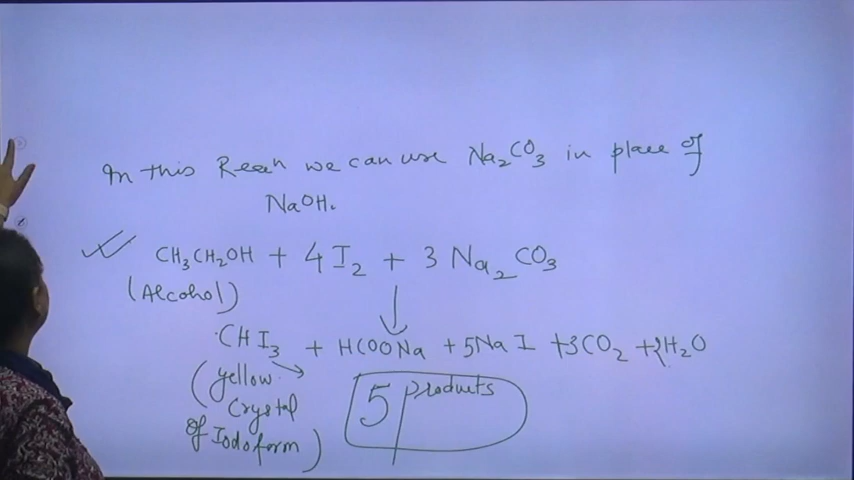 In this Reacn we can use Na₂CO₃ in place of
NaOH.
CH₃CH₂OH + 4 I₂ + 3 Na₂CO₃
(Alcohol)
CHI₃ + HCOONa + 5NaI + 3CO₂ + H₂O
(yellow
Crystal
of Iodoform)
5 products